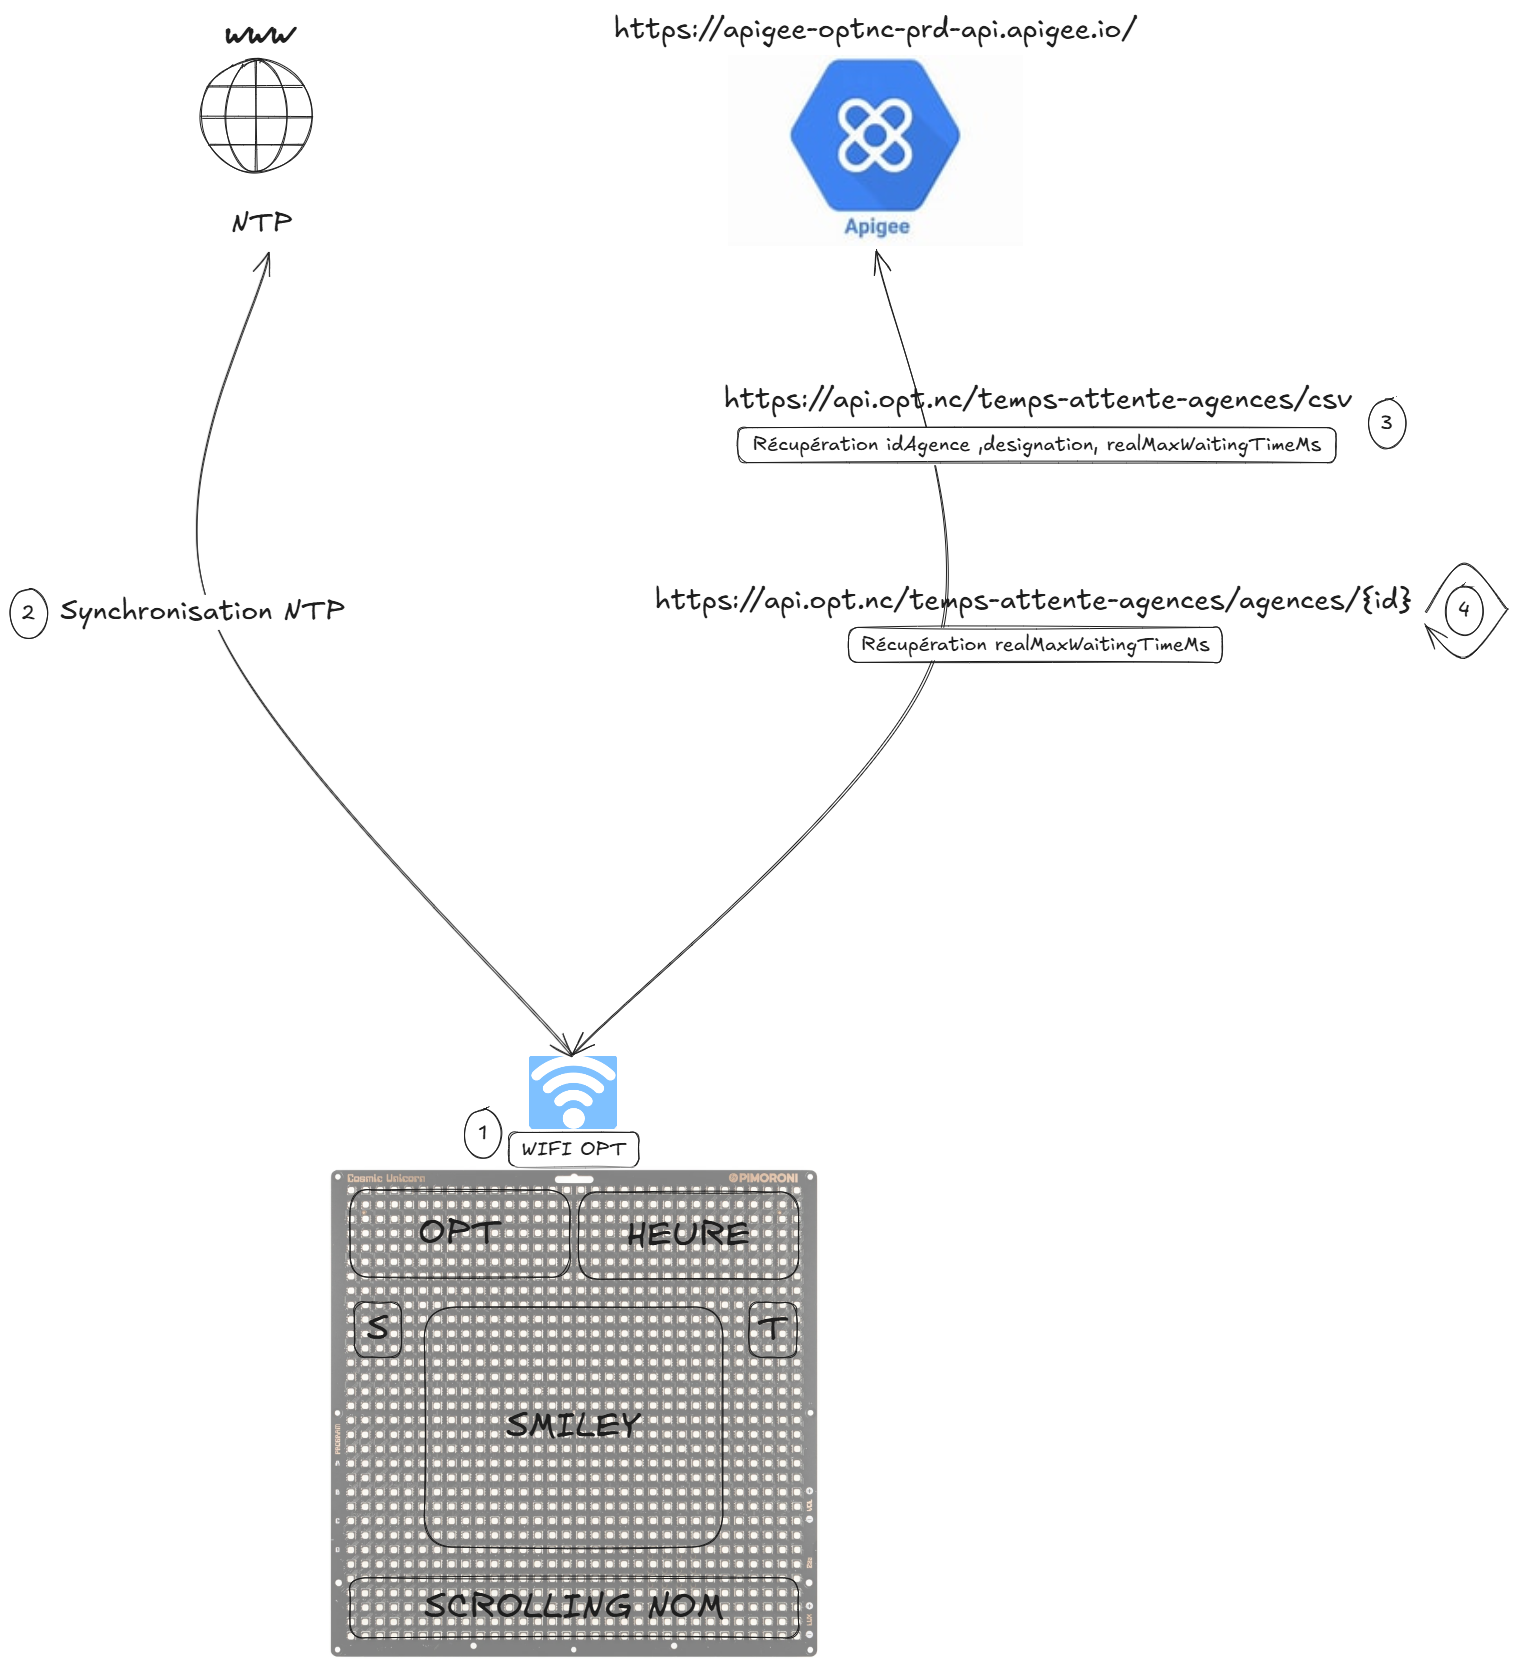 www
https://apigee-optnc-prd-api.apigee.io/
Apigee
NTP
https://api.opt.nc/temps-attente-agences/csv
3
Récupération idAgence ,designation, realMaxWaitingTimeMs
2
Synchronisation NTP
https://api.opt.nc/temps-attente-agences/agences/{id}
4
Récupération realMaxWaitingTimeMs
1
WIFI OPT
Cosmic Unicorn
PIMORONI
OPT
HEURE
S
T
SMILEY
SCROLLING NOM